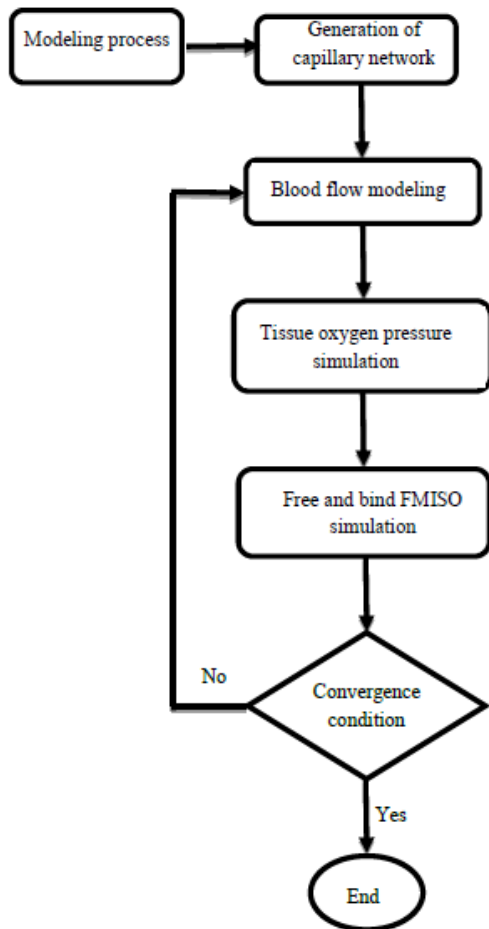 Modeling process
Generation of
capillary network
Blood flow modeling
Tissue oxygen pressure
simulation
Free and bind FMISO
simulation
No
Convergence
condition
Yes
End